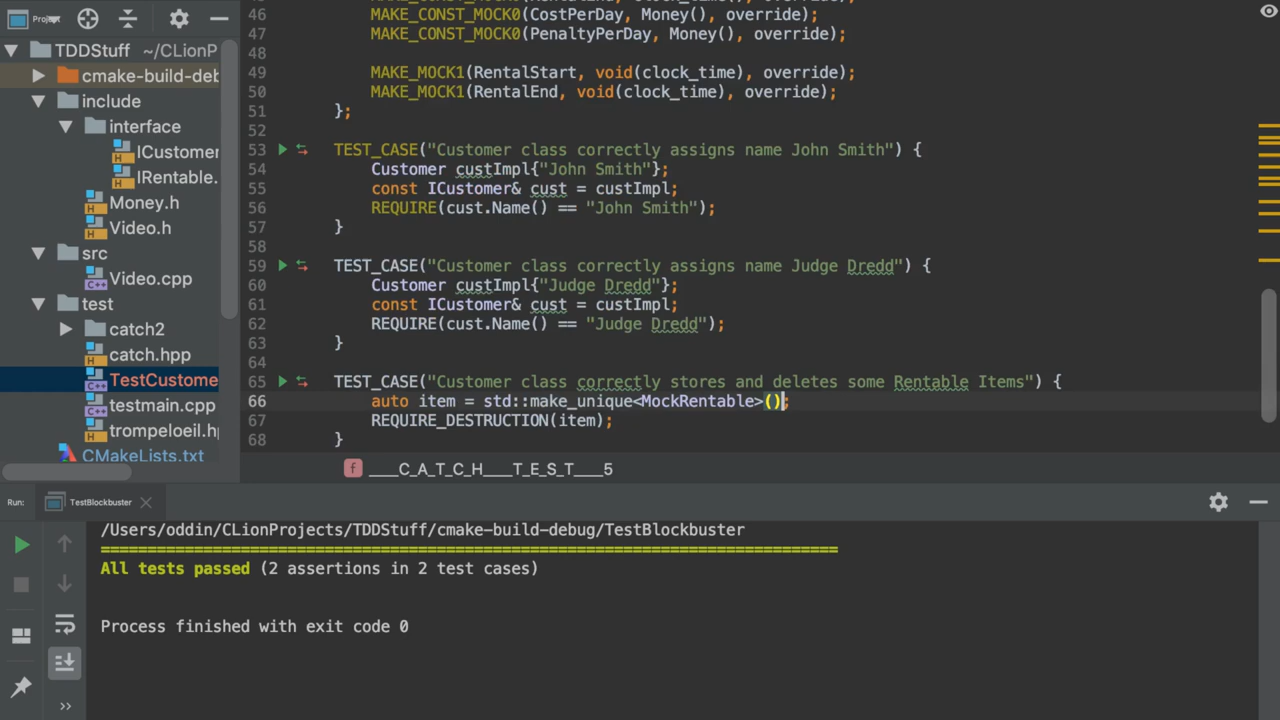 Proje
TDDStuff ~/CLionP
cmake-build-deb
include
interface
ICustomer
IRentable.
Money.h
Video.h
src
Video.cpp
test
catch2
catch.hpp
TestCustome
testmain.cpp
trompeloeil.h
CMakeLists.txt
46 MAKE_CONST_MOCK0(CostPerDay, Money(), override);
47 MAKE_CONST_MOCK0(PenaltyPerDay, Money(), override);
48
49 MAKE_MOCK1(RentalStart, void(clock_time), override);
50 MAKE_MOCK1(RentalEnd, void(clock_time), override);
51 };
52
53 TEST_CASE("Customer class correctly assigns name John Smith") {
54 Customer custImpl{"John Smith"};
55 const ICustomer& cust = custImpl;
56 REQUIRE(cust.Name() == "John Smith");
57 }
58
59 TEST_CASE("Customer class correctly assigns name Judge Dredd") {
60 Customer custImpl{"Judge Dredd"};
61 const ICustomer& cust = custImpl;
62 REQUIRE(cust.Name() == "Judge Dredd");
63 }
64
65 TEST_CASE("Customer class correctly stores and deletes some Rentable Items") {
66 auto item = std::make_unique<MockRentable>();
67 REQUIRE_DESTRUCTION(item);
68 }
f ____C_A_T_C_H____T_E_S_T____5
Run: TestBlockbuster
/Users/oddin/CLionProjects/TDDStuff/cmake-build-debug/TestBlockbuster
===============================================================================
All tests passed (2 assertions in 2 test cases)
Process finished with exit code 0